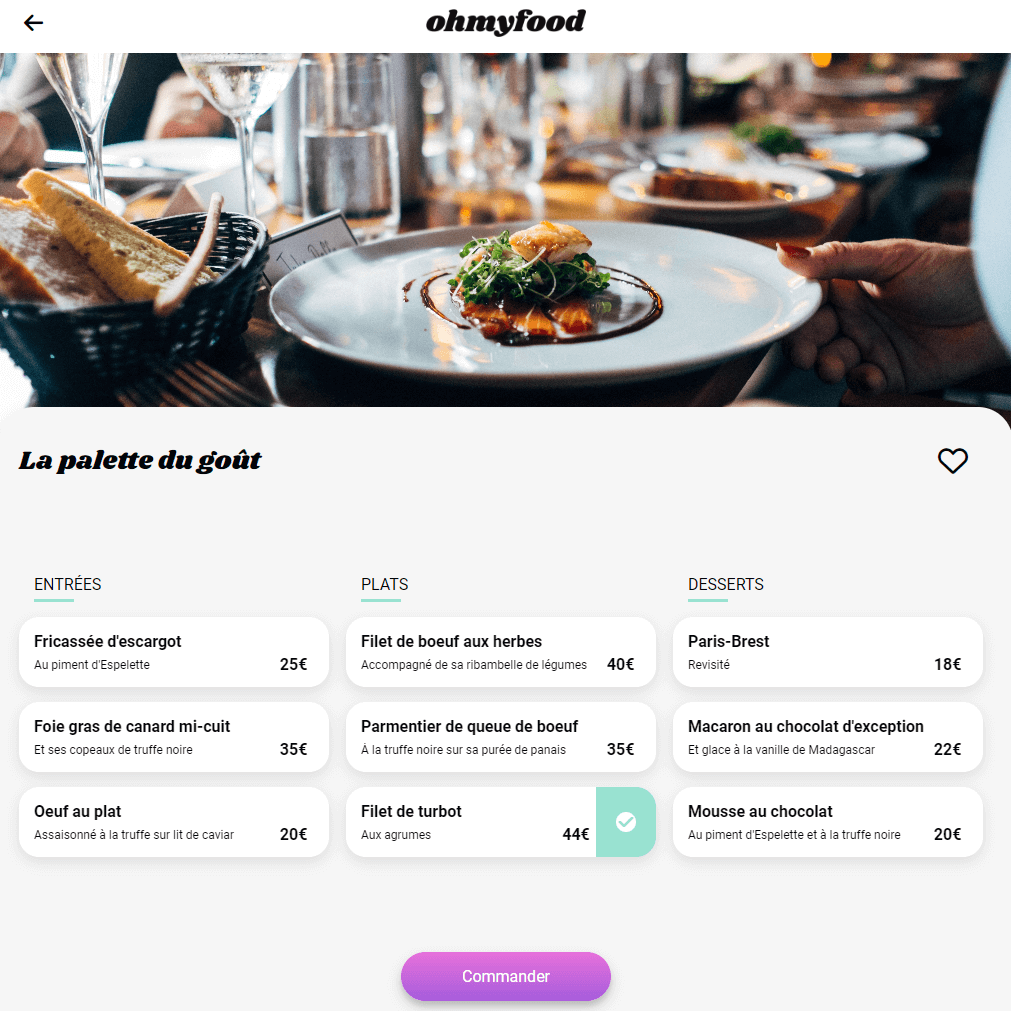 ohmyfood
La palette du goût
ENTRÉES
Fricassée d'escargot
Au piment d'Espelette
25€
Foie gras de canard mi-cuit
Et ses copeaux de truffe noire
35€
Oeuf au plat
Assaisonné à la truffe sur lit de caviar
20€
PLATS
Filet de boeuf aux herbes
Accompagné de sa ribambelle de légumes
40€
Parmentier de queue de boeuf
À la truffe noire sur sa purée de panais
35€
Filet de turbot
Aux agrumes
44€
DESSERTS
Paris-Brest
Revisité
18€
Macaron au chocolat d'exception
Et glace à la vanille de Madagascar
22€
Mousse au chocolat
Au piment d'Espelette et à la truffe noire
20€
Commander